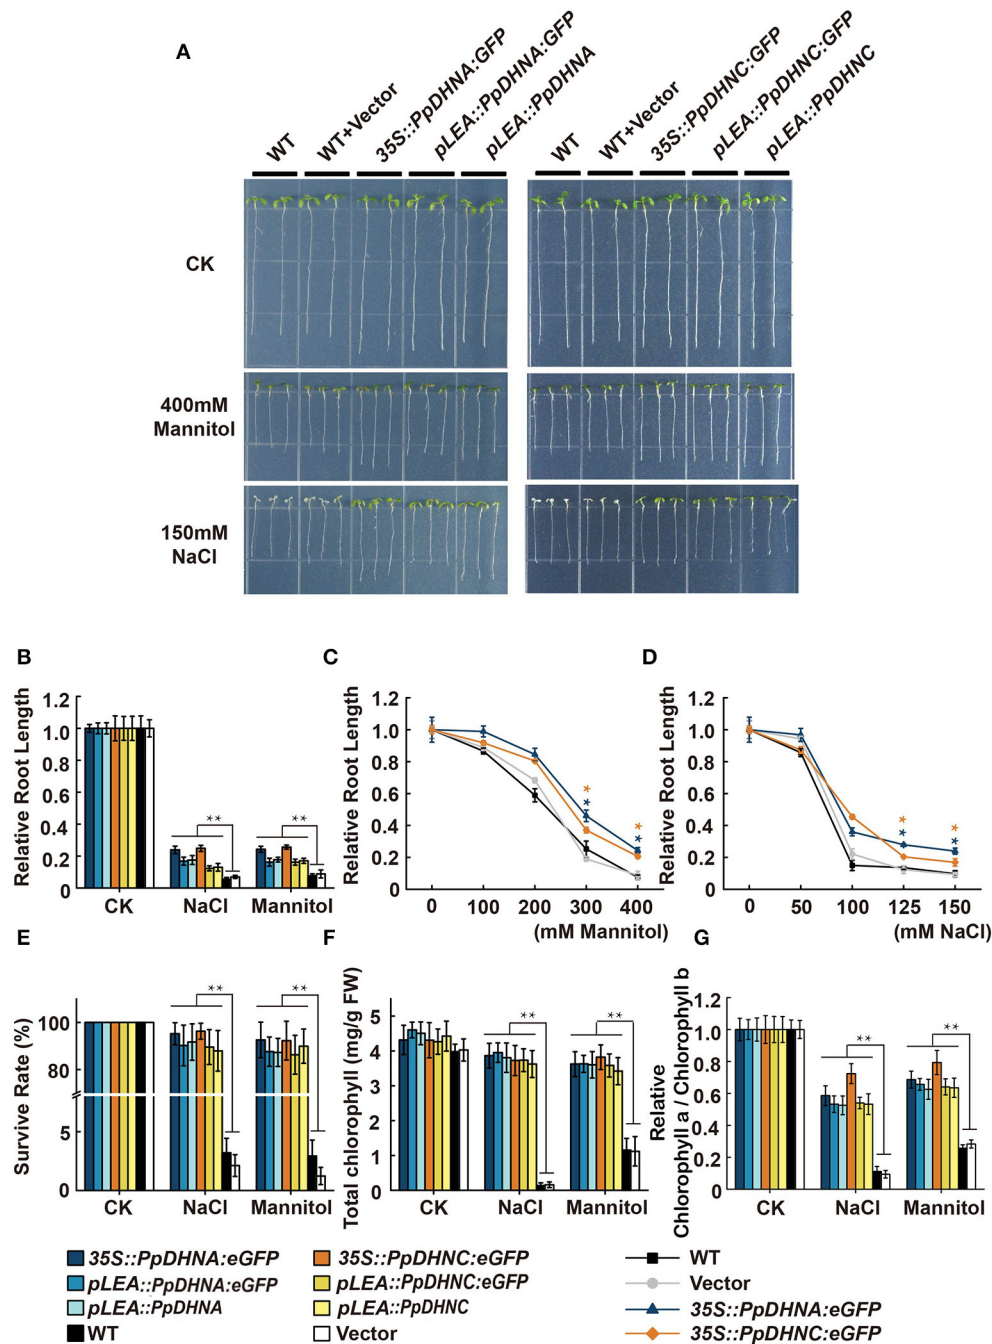 A
WT
WT+Vector
35S::PpDHNA:GFP
pLEA::PpDHNA:GFP
pLEA::PpDHNA
WT
WT+Vector
35S::PpDHNC:GFP
pLEA::PpDHNC:GFP
pLEA::PpDHNC
CK
400mM
Mannitol
150mM
NaCl
B
Relative Root Length
1.2
1.0
0.8
0.6
0.4
0.2
0
**
**
CK
NaCl
Mannitol
C
Relative Root Length
1.2
1.0
0.8
0.6
0.4
0.2
0
*
*
*
*
0
100
200
300
400
(mM Mannitol)
D
Relative Root Length
1.2
1.0
0.8
0.6
0.4
0.2
0
*
*
*
*
0
50
100
125
150
(mM NaCl)
E
Survive Rate (%)
100
80
5
0
**
**
CK
NaCl
Mannitol
F
Total chlorophyll (mg/g FW)
5
4
3
2
1
0
**
**
CK
NaCl
Mannitol
G
Relative
Chlorophyll a / Chlorophyll b
1.2
1.0
0.8
0.6
0.4
0.2
0
**
**
CK
NaCl
Mannitol
35S::PpDHNA:eGFP
pLEA::PpDHNA:eGFP
pLEA::PpDHNA
WT
35S::PpDHNC:eGFP
pLEA::PpDHNC:eGFP
pLEA::PpDHNC
Vector
WT
Vector
35S::PpDHNA:eGFP
35S::PpDHNC:eGFP